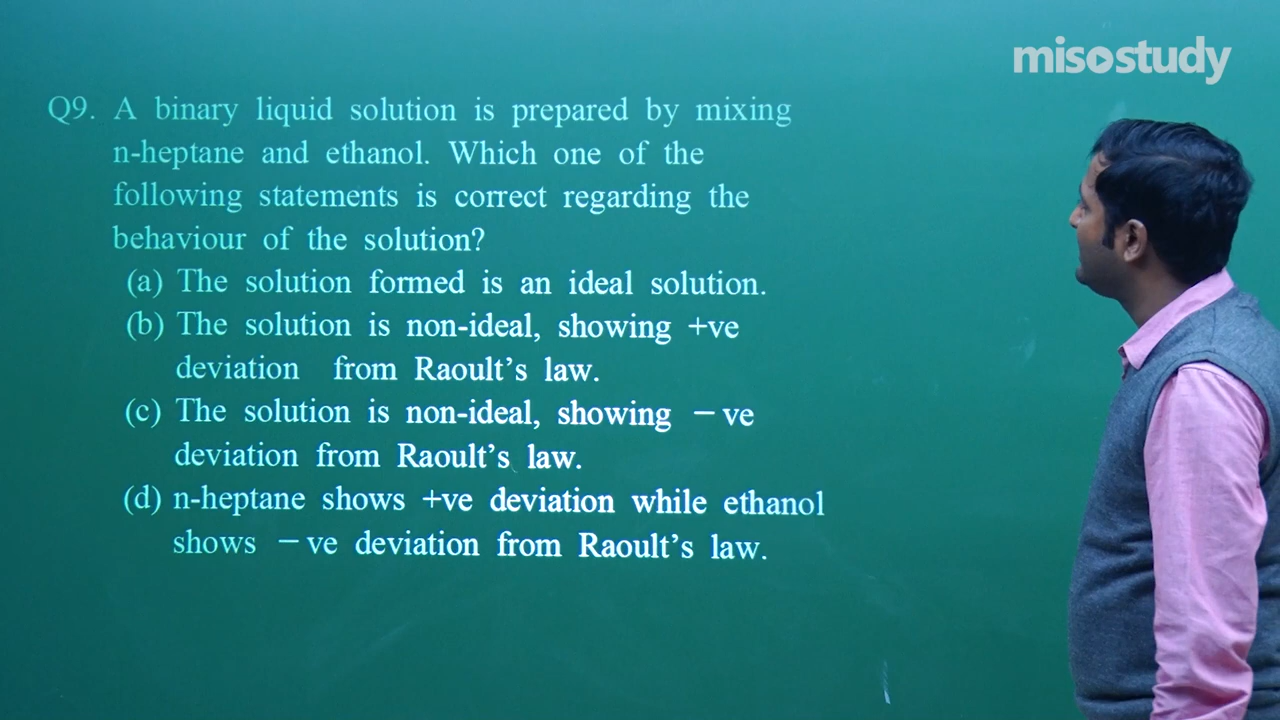 misostudy
Q9. A binary liquid solution is prepared by mixing
n-heptane and ethanol. Which one of the
following statements is correct regarding the
behaviour of the solution?
(a) The solution formed is an ideal solution.
(b) The solution is non-ideal, showing +ve
deviation from Raoult's law.
(c) The solution is non-ideal, showing −ve
deviation from Raoult's law.
(d) n-heptane shows +ve deviation while ethanol
shows −ve deviation from Raoult's law.